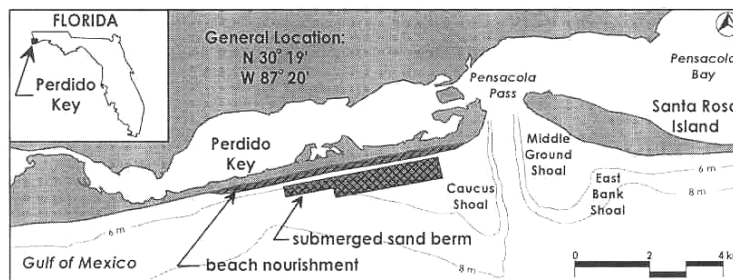 FLORIDA
Perdido
Key
General Location:
N 30° 19'
W 87° 20'
Pensacola
Pass
Pensacola
Bay
Santa Rosa
Island
Perdido
Key
Middle
Ground
Shoal
Caucus
Shoal
East
Bank
Shoal
6 m
8 m
6 m
submerged sand berm
Gulf of Mexico
beach nourishment
8 m
0
2
4 km